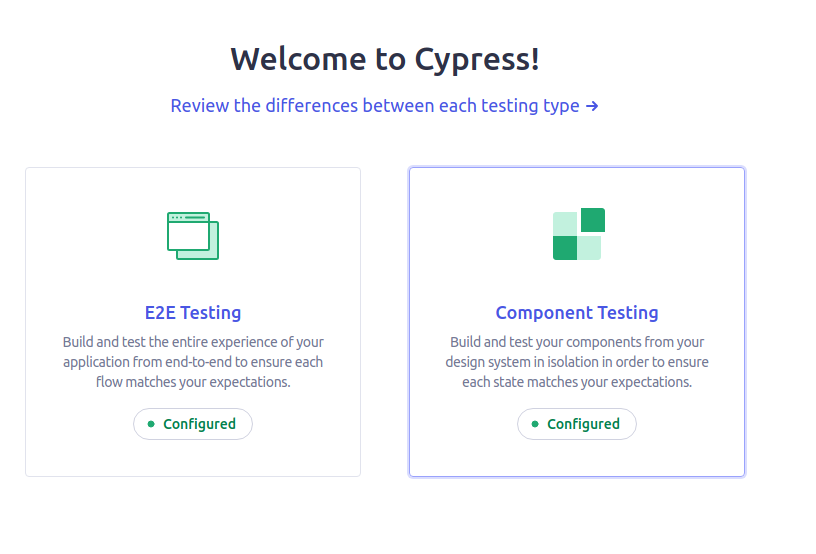 Welcome to Cypress!
Review the differences between each testing type →
E2E Testing
Build and test the entire experience of your
application from end-to-end to ensure each
flow matches your expectations.
Configured
Component Testing
Build and test your components from your
design system in isolation in order to ensure
each state matches your expectations.
Configured